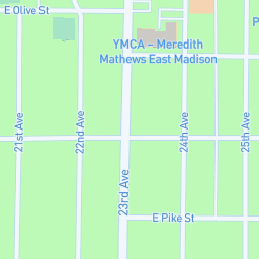 E Olive St
P
YMCA – Meredith
Mathews East Madison
21st Ave
22nd Ave
23rd Ave
24th Ave
25th Ave
E Pike St